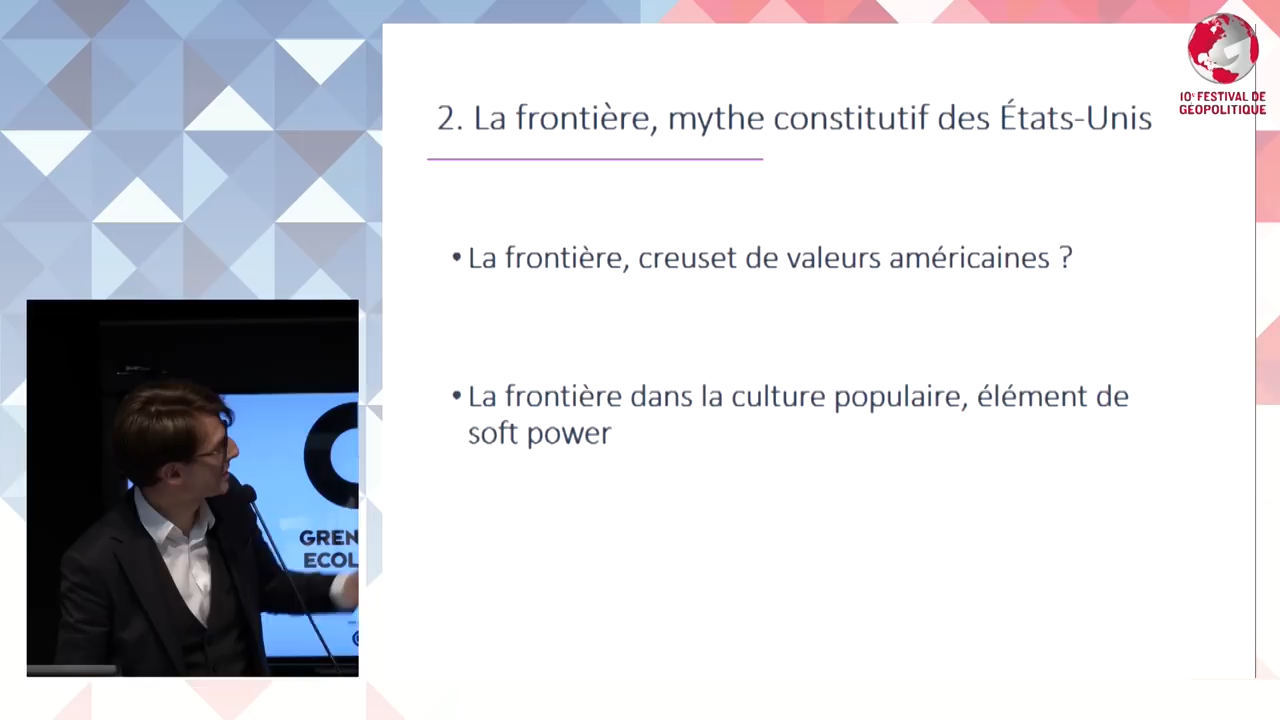 2. La frontière, mythe constitutif des États-Unis
• La frontière, creuset de valeurs américaines ?
• La frontière dans la culture populaire, élément de
soft power
10e FESTIVAL DE
GÉOPOLITIQUE
GREN
ECOL